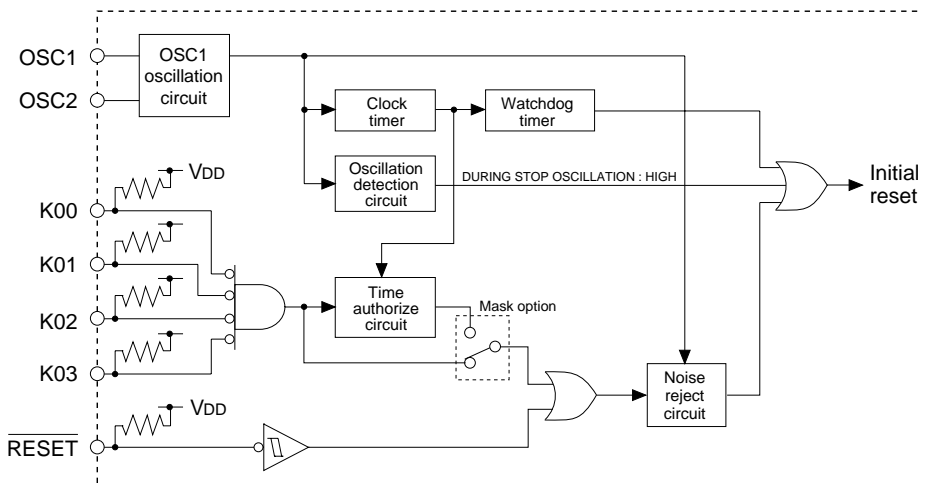 OSC1
OSC2
OSC1
oscillation
circuit
Clock
timer
Watchdog
timer
Oscillation
detection
circuit
DURING STOP OSCILLATION : HIGH
Initial
reset
VDD
K00
K01
K02
K03
Time
authorize
circuit
Mask option
Noise
reject
circuit
VDD
RESET